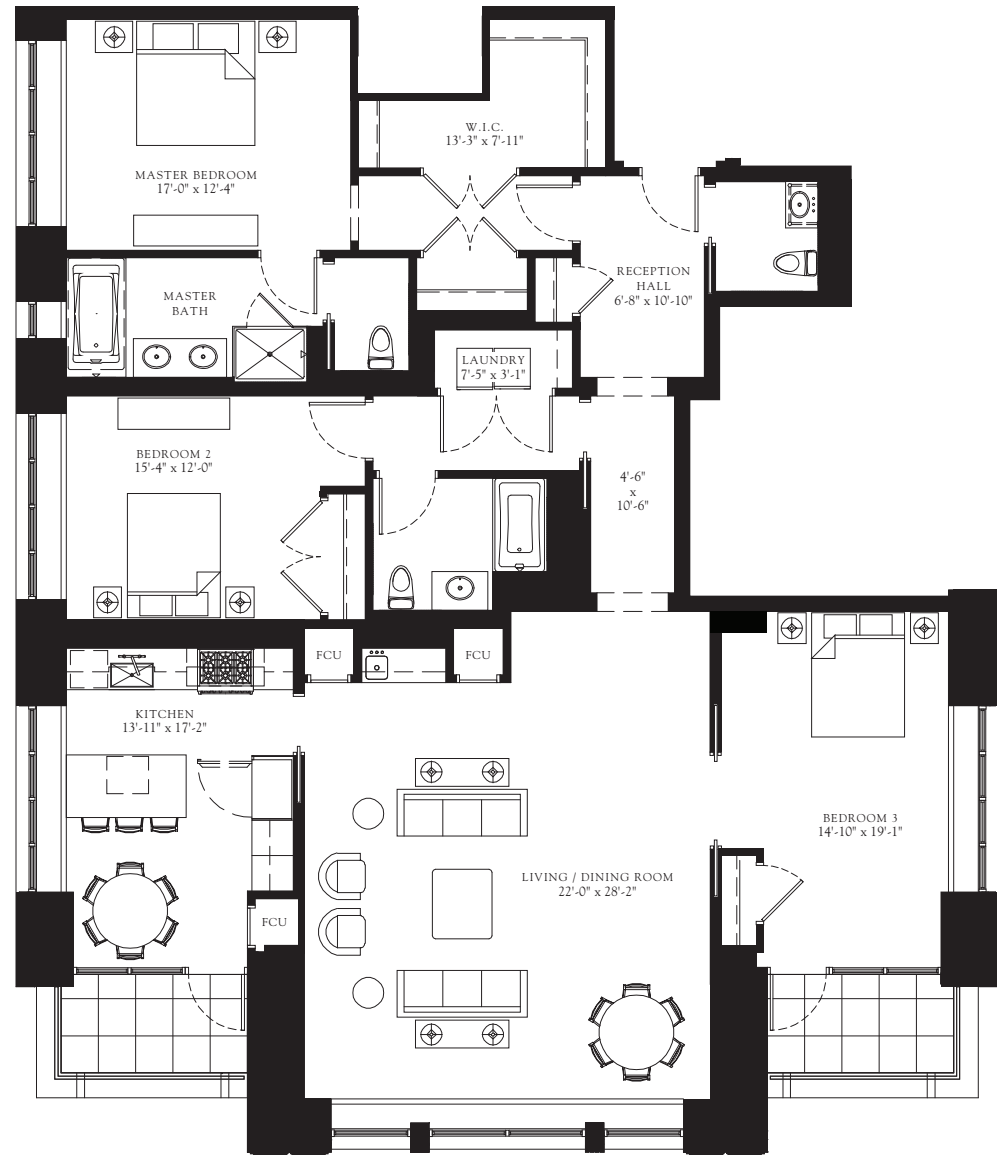 W.I.C.
13'-3" x 7'-11"
MASTER BEDROOM
17'-0" x 12'-4"
RECEPTION
HALL
6'-8" x 10'-10"
MASTER
BATH
LAUNDRY
7'-5" x 3'-1"
BEDROOM 2
15'-4" x 12'-0"
4'-6"
x
10'-6"
FCU
FCU
KITCHEN
13'-11" x 17'-2"
BEDROOM 3
14'-10" x 19'-1"
LIVING / DINING ROOM
22'-0" x 28'-2"
FCU